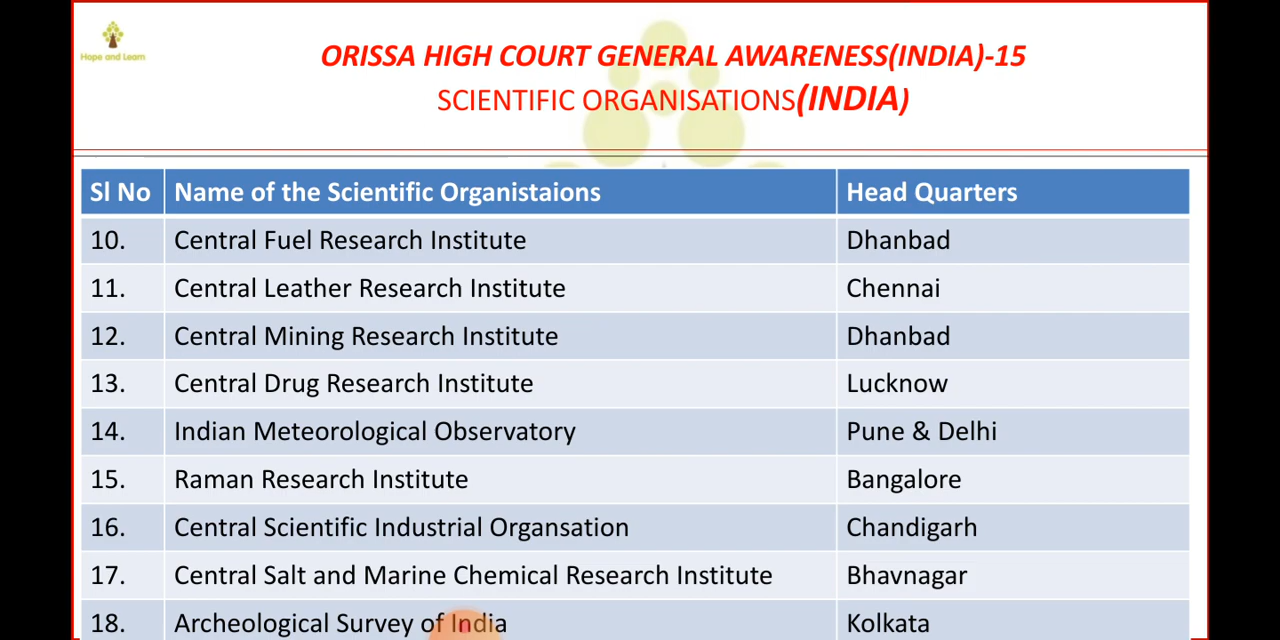 Hope and Learn
ORISSA HIGH COURT GENERAL AWARENESS(INDIA)-15
SCIENTIFIC ORGANISATIONS(INDIA)
Sl No Name of the Scientific Organistaions Head Quarters
10. Central Fuel Research Institute Dhanbad
11. Central Leather Research Institute Chennai
12. Central Mining Research Institute Dhanbad
13. Central Drug Research Institute Lucknow
14. Indian Meteorological Observatory Pune & Delhi
15. Raman Research Institute Bangalore
16. Central Scientific Industrial Organsation Chandigarh
17. Central Salt and Marine Chemical Research Institute Bhavnagar
18. Archeological Survey of India Kolkata